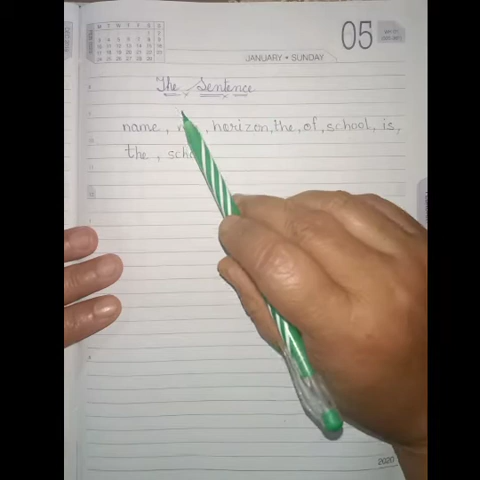 05
JANUARY • SUNDAY
The Sentence
name, , herizon, the, of, school, is,
the,
2020